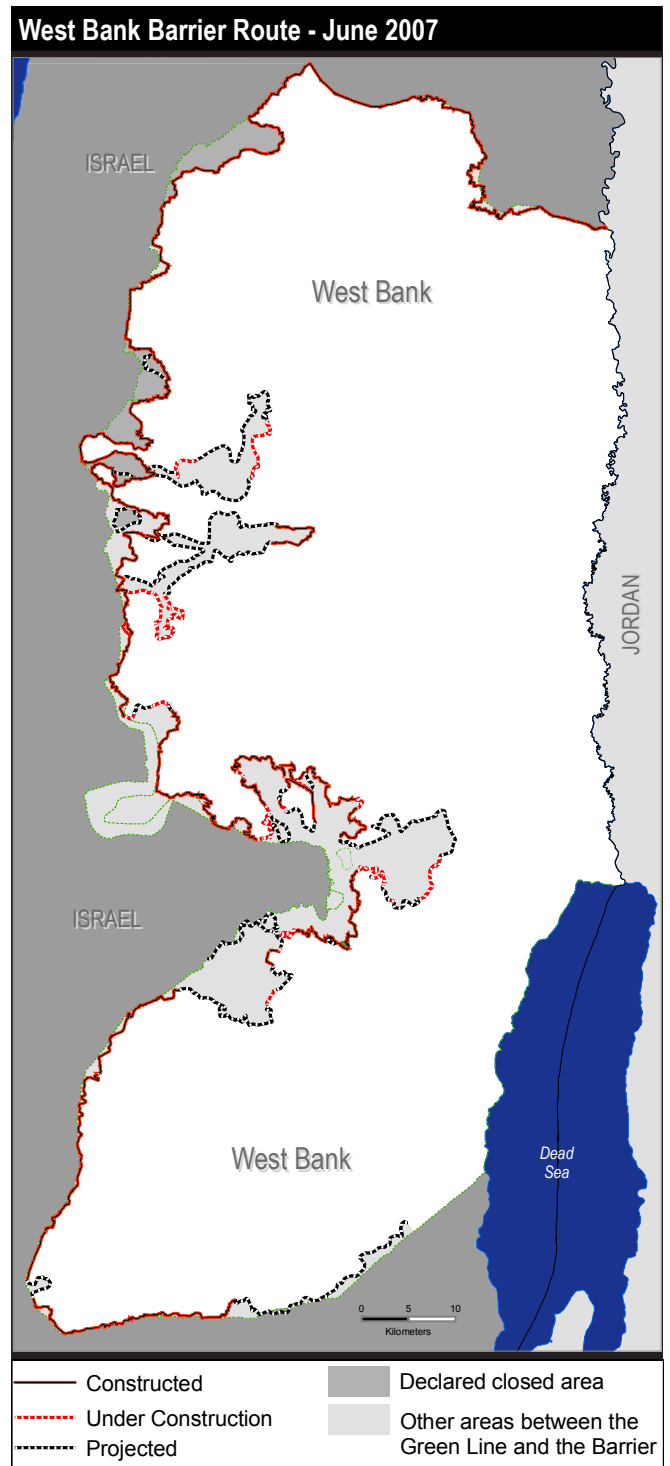 West Bank Barrier Route - June 2007
ISRAEL
West Bank
JORDAN
ISRAEL
West Bank
Dead
Sea
0 5 10
Kilometers
Constructed
Under Construction
Projected
Declared closed area
Other areas between the
Green Line and the Barrier